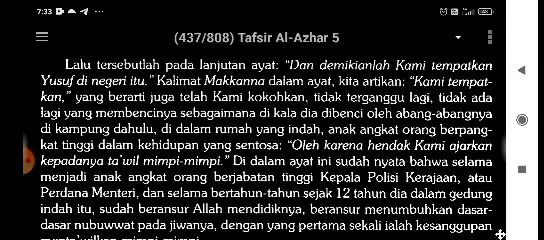 7:33
(437/808) Tafsir Al-Azhar 5
Lalu tersebutlah pada lanjutan ayat: "Dan demikianlah Kami tempatkan
Yusuf di negeri itu." Kalimat Makkanna dalam ayat, kita artikan: "Kami tempat-
kan," yang berarti juga telah Kami kokohkan, tidak terganggu lagi, tidak ada
lagi yang membencinya sebagaimana di kala dia dibenci oleh abang-abangnya
di kampung dahulu, di dalam rumah yang indah, anak angkat orang berpang-
kat tinggi dalam kehidupan yang sentosa: "Oleh karena hendak Kami ajarkan
kepadanya ta'wil mimpi-mimpi." Di dalam ayat ini sudah nyata bahwa selama
menjadi anak angkat orang berjabatan tinggi Kepala Polisi Kerajaan, atau
Perdana Menteri, dan selama bertahun-tahun sejak 12 tahun dia dalam gedung
indah itu, sudah beransur Allah mendidiknya, beransur menumbuhkan dasar-
dasar nubuwwat pada jiwanya, dengan yang pertama sekali ialah kesanggupan